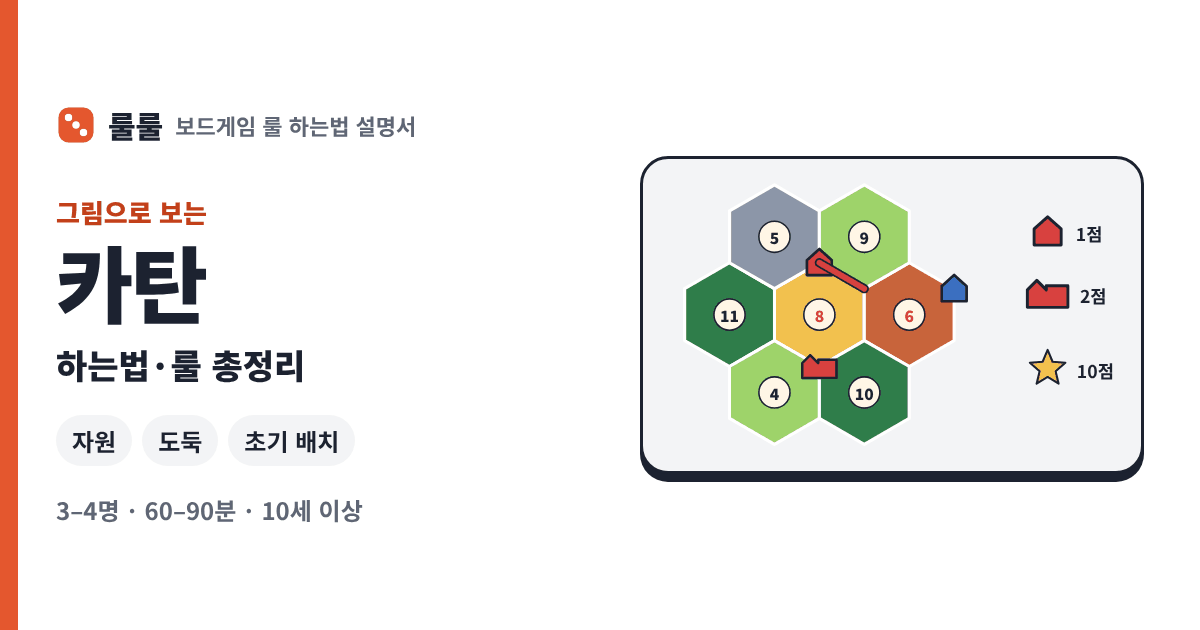 룰룰 보드게임 룰 하는법 설명서
그림으로 보는
카탄
하는법·룰 총정리
자원 도둑 초기 배치
3–4명 · 60–90분 · 10세 이상
5 9
11 8 6
4 10
1점
2점
10점